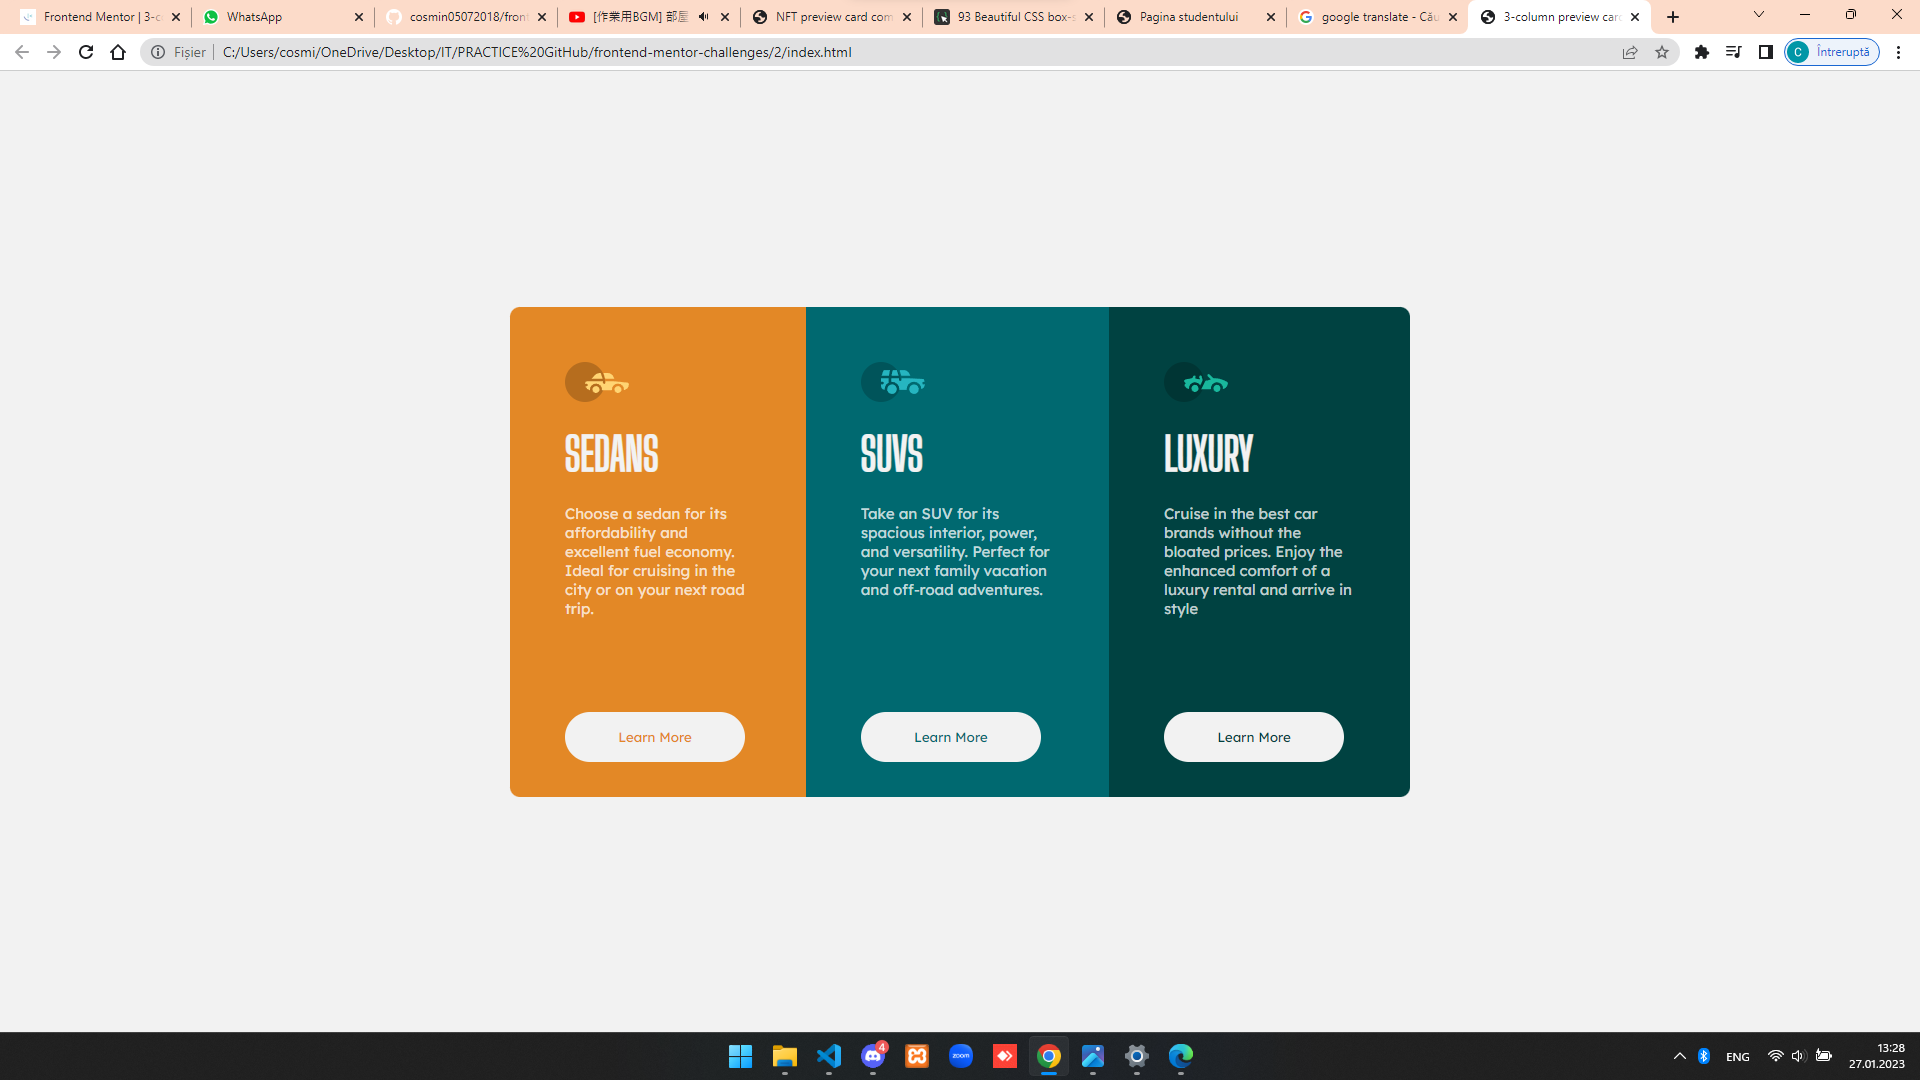 Frontend Mentor | 3-c
WhatsApp
cosmin05072018/front
[作業用BGM] 部屋
NFT preview card com
93 Beautiful CSS box-s
Pagina studentului
google translate - Cău
3-column preview card
Fișier
C:/Users/cosmi/OneDrive/Desktop/IT/PRACTICE%20GitHub/frontend-mentor-challenges/2/index.html
C
Întreruptă
SEDANS
Choose a sedan for its
affordability and
excellent fuel economy.
Ideal for cruising in the
city or on your next road
trip.
Learn More
SUVS
Take an SUV for its
spacious interior, power,
and versatility. Perfect for
your next family vacation
and off-road adventures.
Learn More
LUXURY
Cruise in the best car
brands without the
bloated prices. Enjoy the
enhanced comfort of a
luxury rental and arrive in
style
Learn More
4
zoom
ENG
13:28
27.01.2023